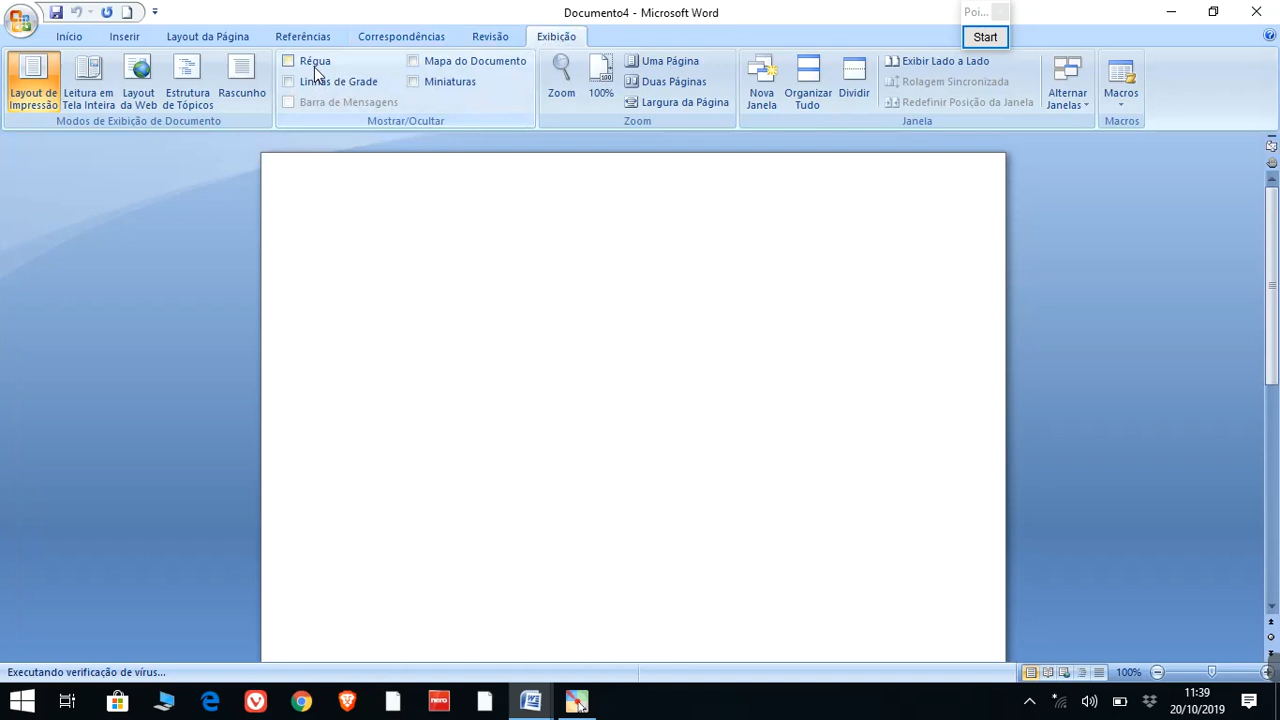 Documento4 - Microsoft Word
Poi...
Start
Início Inserir Layout da Página Referências Correspondências Revisão Exibição
Layout de Impressão
Leitura em Tela Inteira
Layout da Web
Estrutura de Tópicos
Rascunho
Modos de Exibição de Documento
Régua
Linhas de Grade
Barra de Mensagens
Mapa do Documento
Miniaturas
Mostrar/Ocultar
Zoom
100%
Uma Página
Duas Páginas
Largura da Página
Zoom
Nova Janela
Organizar Tudo
Dividir
Exibir Lado a Lado
Rolagem Sincronizada
Redefinir Posição da Janela
Alternar Janelas
Janela
Macros
Macros
Executando verificação de vírus...
100%
nero
11:39
20/10/2019